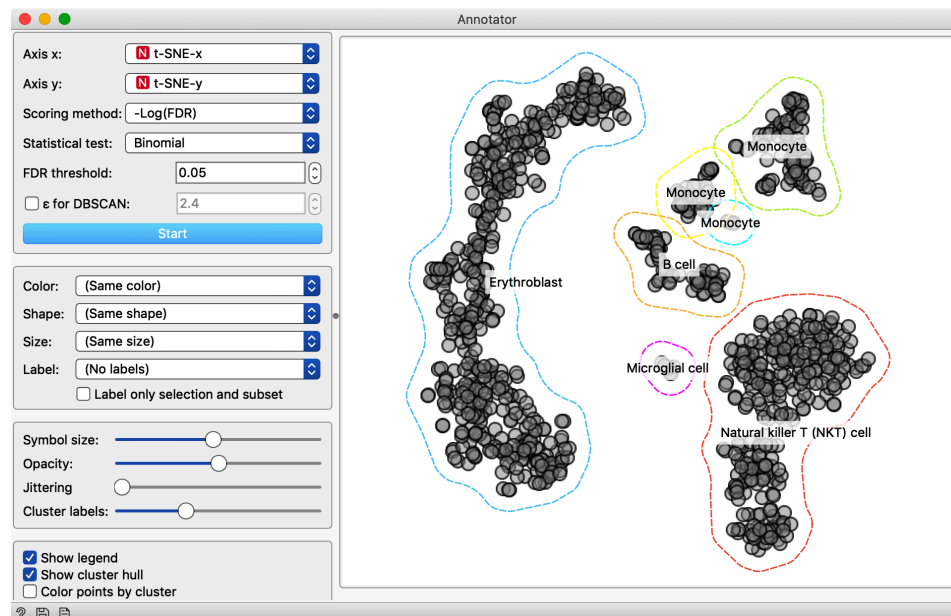 Annotator
Axis x: N t-SNE-x
Axis y: N t-SNE-y
Scoring method: -Log(FDR)
Statistical test: Binomial
FDR threshold: 0.05
ε for DBSCAN: 2.4
Start
Color: (Same color)
Shape: (Same shape)
Size: (Same size)
Label: (No labels)
Label only selection and subset
Symbol size:
Opacity:
Jittering
Cluster labels:
Show legend
Show cluster hull
Color points by cluster
?
Monocyte
Monocyte
Monocyte
B cell
Erythroblast
Microglial cell
Natural killer T (NKT) cell